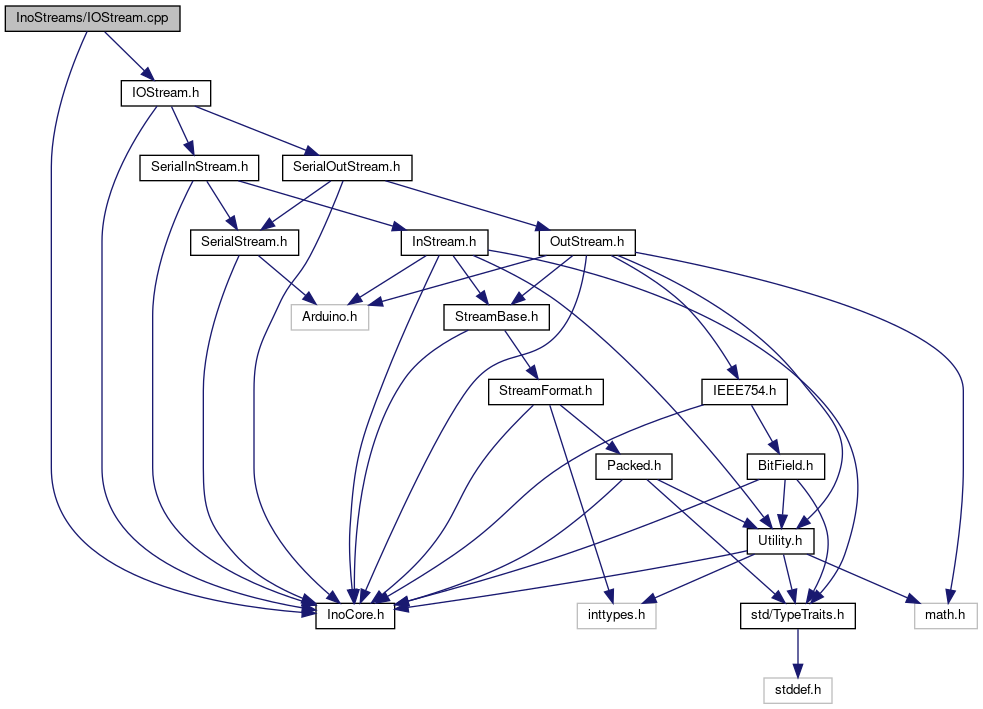 InoStreams/IOStream.cpp
IOStream.h
SerialInStream.h
SerialOutStream.h
SerialStream.h
InStream.h
OutStream.h
Arduino.h
StreamBase.h
StreamFormat.h
IEEE754.h
Packed.h
BitField.h
Utility.h
InoCore.h
inttypes.h
std/TypeTraits.h
math.h
stddef.h